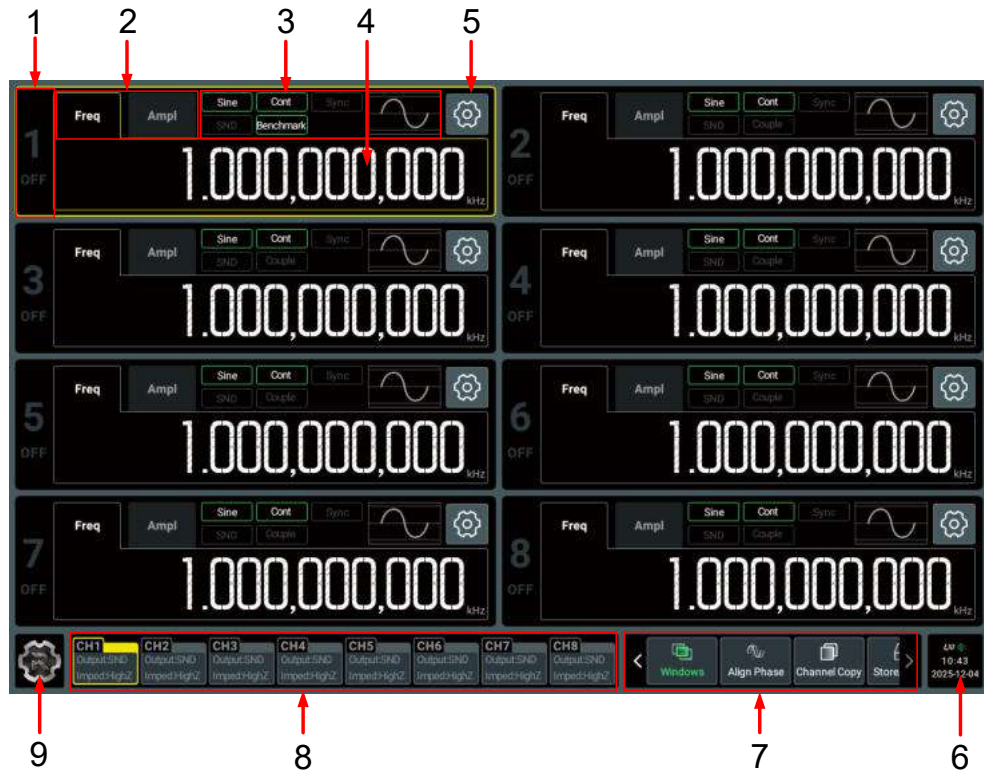 1 2 3 4 5
Freq Ampl Sine Cont Sync
SND Benchmark
1 OFF 1.000,000,000 kHz
Freq Ampl Sine Cont Sync
SND Couple
2 OFF 1.000,000,000 kHz
Freq Ampl Sine Cont Sync
SND Couple
3 OFF 1.000,000,000 kHz
Freq Ampl Sine Cont Sync
SND Couple
4 OFF 1.000,000,000 kHz
Freq Ampl Sine Cont Sync
SND Couple
5 OFF 1.000,000,000 kHz
Freq Ampl Sine Cont Sync
SND Couple
6 OFF 1.000,000,000 kHz
Freq Ampl Sine Cont Sync
SND Couple
7 OFF 1.000,000,000 kHz
Freq Ampl Sine Cont Sync
SND Couple
8 OFF 1.000,000,000 kHz
CH1 CH2 CH3 CH4 CH5 CH6 CH7 CH8
Output:SND Output:SND Output:SND Output:SND Output:SND Output:SND Output:SND Output:SND
Imped:HighZ Imped:HighZ Imped:HighZ Imped:HighZ Imped:HighZ Imped:HighZ Imped:HighZ Imped:HighZ
Windows Align Phase Channel Copy Store
10:43
2025-12-04
9 8 7 6